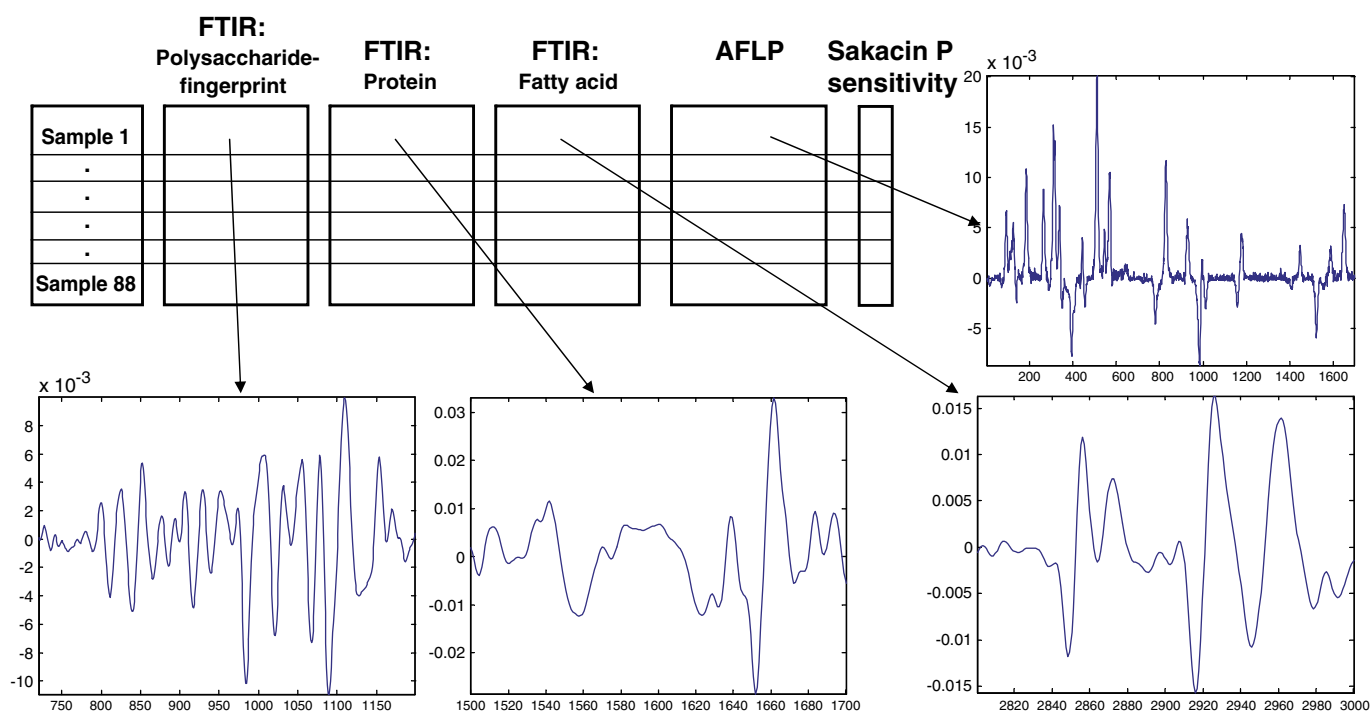 FTIR:
Polysaccharide-
fingerprint
FTIR:
Protein
FTIR:
Fatty acid
AFLP
Sakacin P
sensitivity
Sample 1
.
.
.
.
Sample 88
x 10-3
20
15
10
5
0
-5
200 400 600 800 1000 1200 1400 1600
x 10-3
8
6
4
2
0
-2
-4
-6
-8
-10
750 800 850 900 950 1000 1050 1100 1150
0.03
0.02
0.01
0
-0.01
-0.02
1500 1520 1540 1560 1580 1600 1620 1640 1660 1680 1700
0.015
0.01
0.005
0
-0.005
-0.01
-0.015
2820 2840 2860 2880 2900 2920 2940 2960 2980 3000